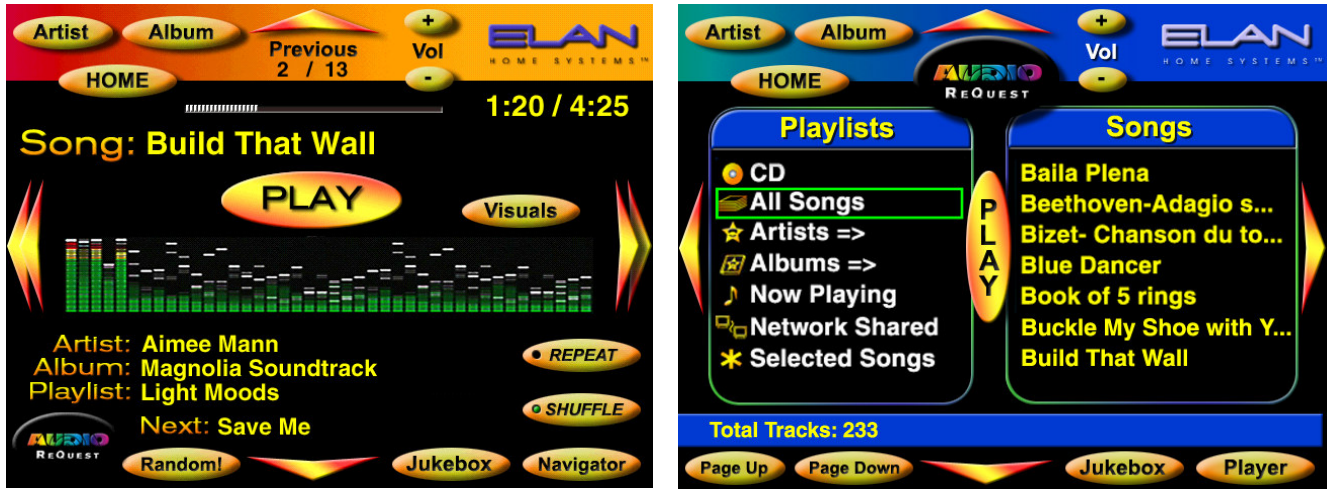 Artist
Album
Previous
2 / 13
+
Vol
-
ELAN
HOME SYSTEMS™
HOME
1:20 / 4:25
Song: Build That Wall
PLAY
Visuals
Artist: Aimee Mann
Album: Magnolia Soundtrack
Playlist: Light Moods
Next: Save Me
REPEAT
SHUFFLE
AUDIO
REQUEST
Random!
Jukebox
Navigator
Artist
Album
+
Vol
-
ELAN
HOME SYSTEMS™
HOME
AUDIO
REQUEST
Playlists
CD
All Songs
Artists =>
Albums =>
Now Playing
Network Shared
Selected Songs
PLAY
Songs
Baila Plena
Beethoven-Adagio s...
Bizet- Chanson du to...
Blue Dancer
Book of 5 rings
Buckle My Shoe with Y...
Build That Wall
Total Tracks: 233
Page Up
Page Down
Jukebox
Player